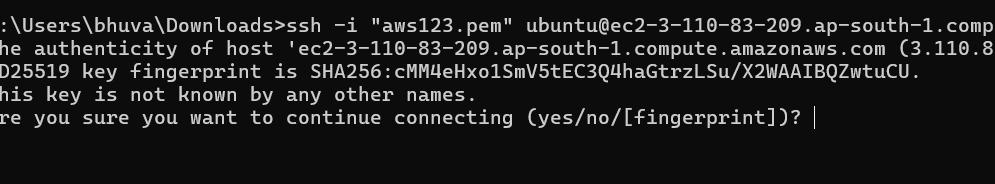 :\Users\bhuva\Downloads>ssh -i "aws123.pem" ubuntu@ec2-3-110-83-209.ap-south-1.comp
he authenticity of host 'ec2-3-110-83-209.ap-south-1.compute.amazonaws.com (3.110.8
D25519 key fingerprint is SHA256:cMM4eHxo1SmV5tEC3Q4haGtrzLSu/X2WAAIBQZwtuCU.
his key is not known by any other names.
re you sure you want to continue connecting (yes/no/[fingerprint])?